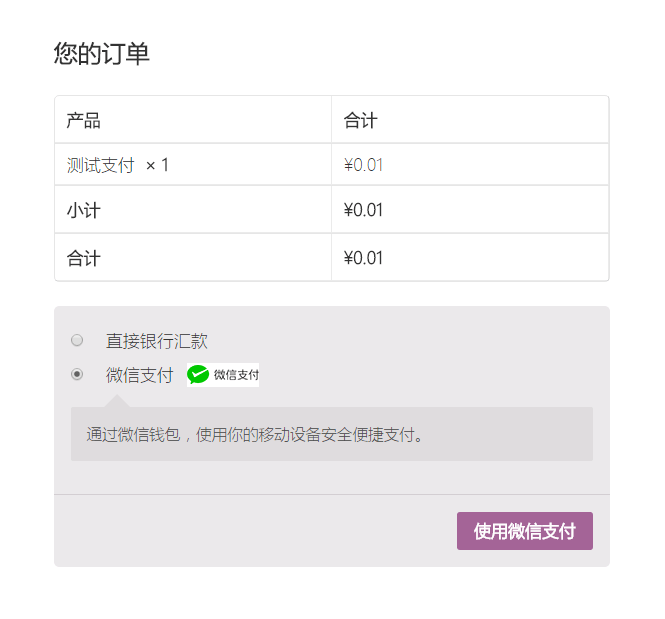 您的订单
产品 合计
测试支付 × 1 ¥0.01
小计 ¥0.01
合计 ¥0.01
直接银行汇款
微信支付 微信支付
通过微信钱包，使用你的移动设备安全便捷支付。
使用微信支付